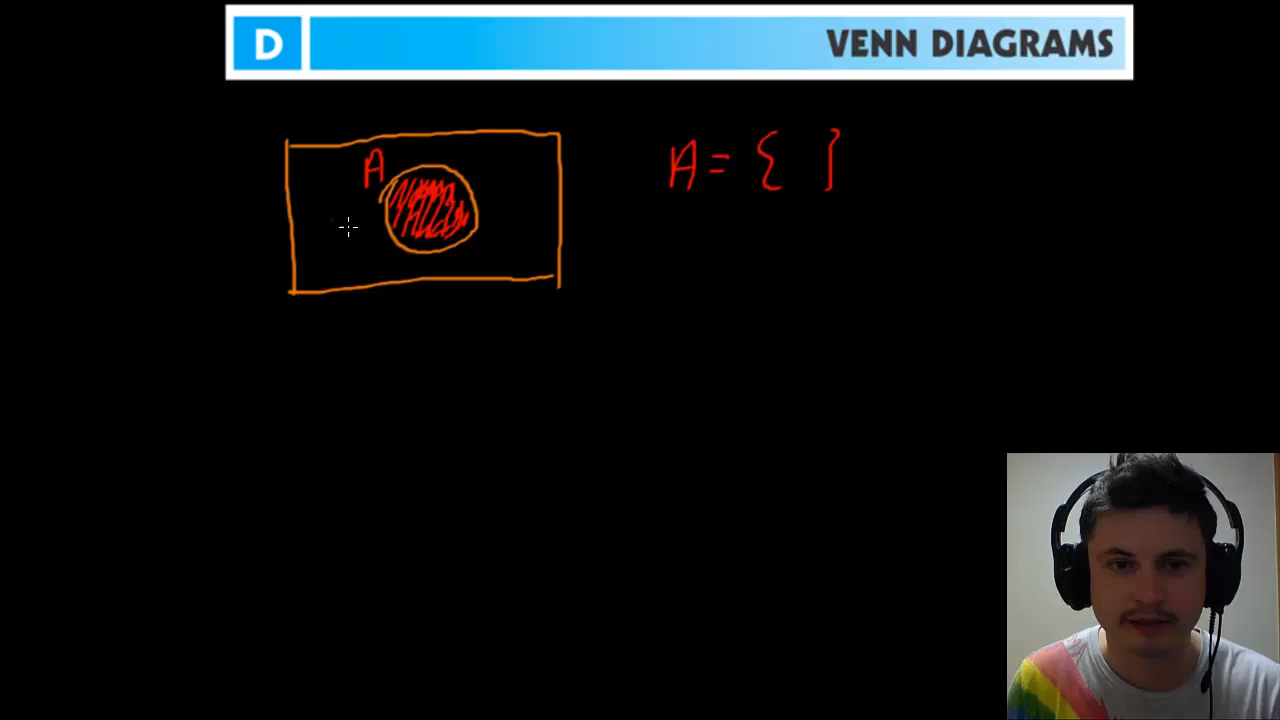 D VENN DIAGRAMS
A A = { }